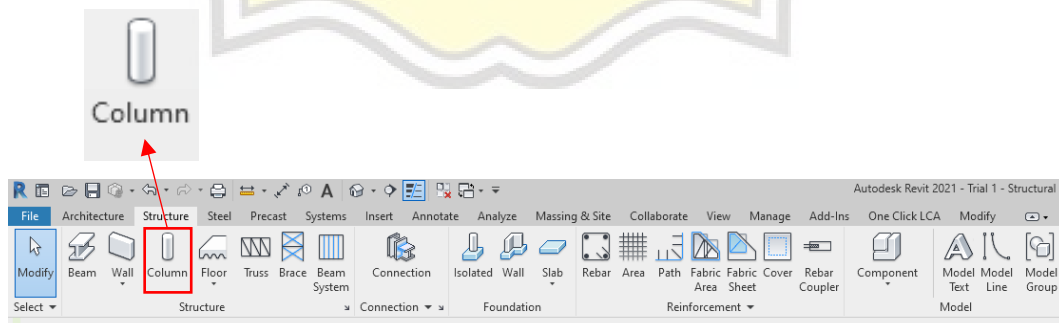 Column
Autodesk Revit 2021 - Trial 1 - Structural
File Architecture Structure Steel Precast Systems Insert Annotate Analyze Massing & Site Collaborate View Manage Add-Ins One Click LCA Modify
Modify Beam Wall Column Floor Truss Brace Beam System Connection Isolated Wall Slab Rebar Area Path Fabric Area Fabric Sheet Cover Rebar Coupler Component Model Text Model Line Model Group
Select Structure Connection Foundation Reinforcement Model